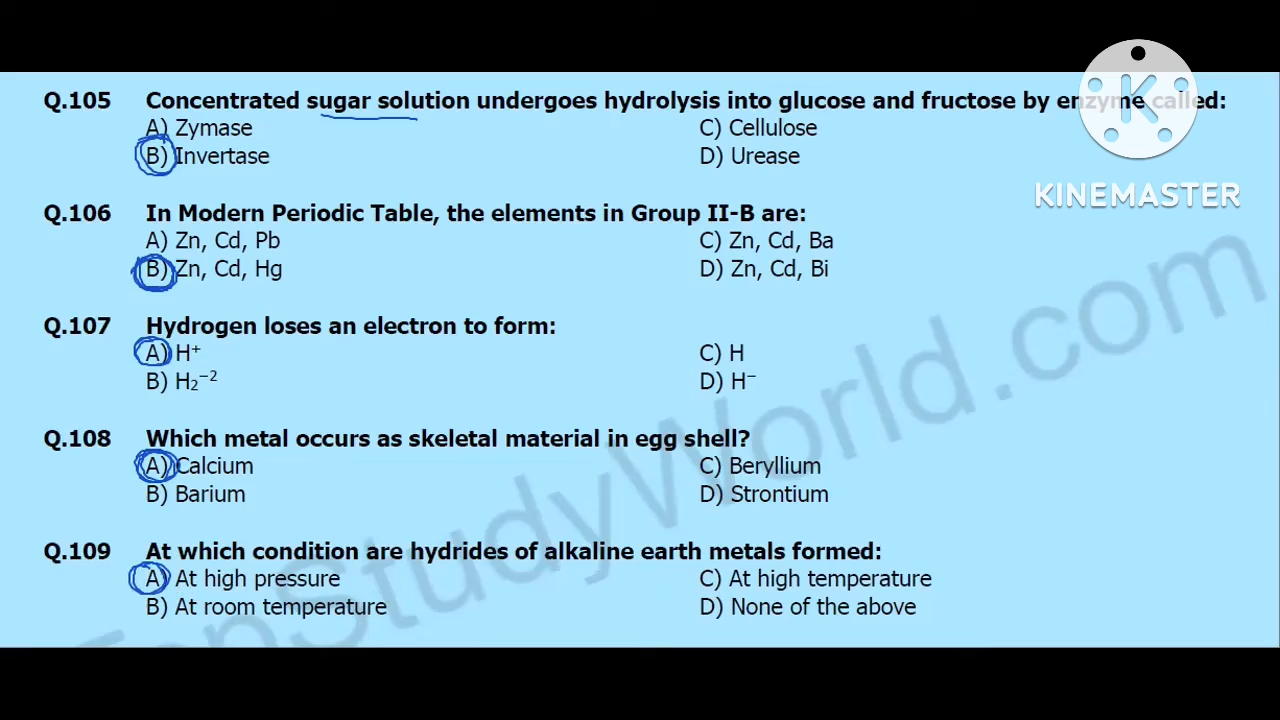 Q.105 Concentrated sugar solution undergoes hydrolysis into glucose and fructose by enzyme called:
A) Zymase C) Cellulose
B) Invertase D) Urease
KINEMASTER
Q.106 In Modern Periodic Table, the elements in Group II-B are:
A) Zn, Cd, Pb C) Zn, Cd, Ba
B) Zn, Cd, Hg D) Zn, Cd, Bi
Q.107 Hydrogen loses an electron to form:
A) H⁺ C) H
B) H₂⁻² D) H⁻
Q.108 Which metal occurs as skeletal material in egg shell?
A) Calcium C) Beryllium
B) Barium D) Strontium
Q.109 At which condition are hydrides of alkaline earth metals formed:
A) At high pressure C) At high temperature
B) At room temperature D) None of the above
TopStudyWorld.com